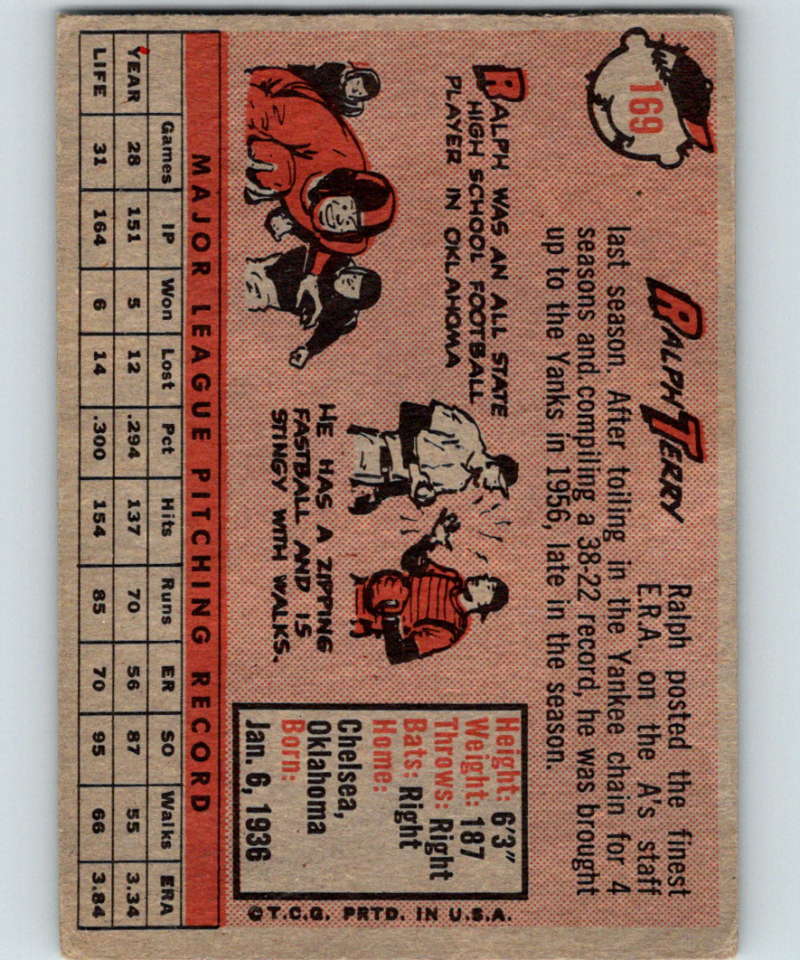 169
RALPH TERRY
Ralph posted the finest
E.R.A. on the A's staff
last season. After toiling in the Yankee chain for 4
seasons and compiling a 38-22 record, he was brought
up to the Yanks in 1956, late in the season.
RALPH WAS AN ALL STATE
HIGH SCHOOL FOOTBALL
PLAYER IN OKLAHOMA
HE HAS A ZIPPING
FASTBALL AND IS
STINGY WITH WALKS.
Height: 6'3"
Weight: 187
Throws: Right
Bats: Right
Home:
Chelsea,
Oklahoma
Born:
Jan. 6, 1936
©T.C.G. PRTD. IN U.S.A.
MAJOR LEAGUE PITCHING RECORD
Games IP Won Lost Pct Hits Runs ER SO Walks ERA
YEAR 28 151 5 12 .294 137 70 56 87 55 3.34
LIFE 31 164 6 14 .300 154 85 70 95 66 3.84